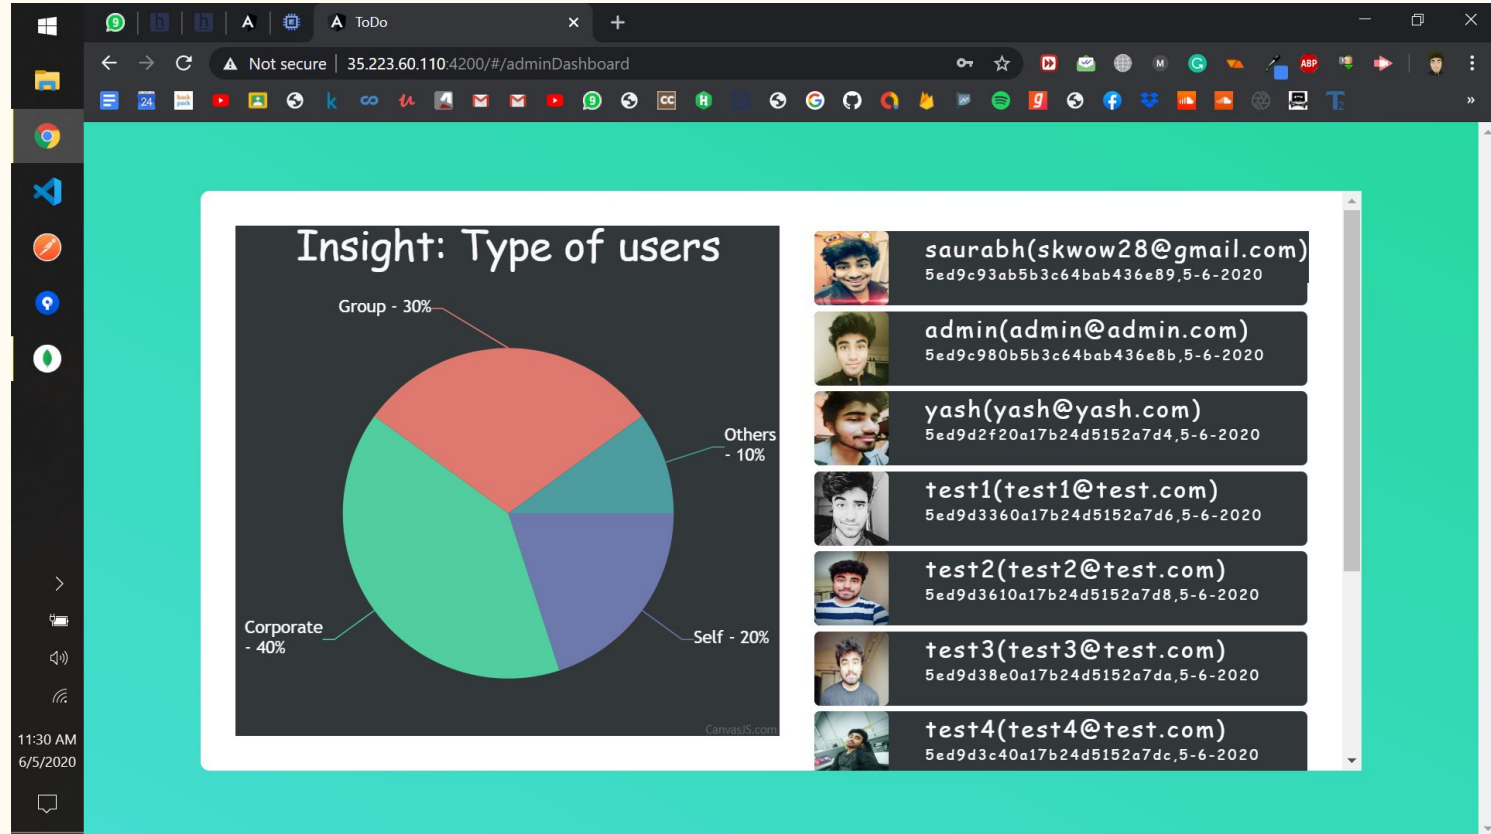 ToDo
Not secure | 35.223.60.110:4200/#/adminDashboard
Insight: Type of users
Group - 30%
Others
- 10%
Corporate
- 40%
Self - 20%
CanvasJS.com
saurabh(skwow28@gmail.com)
5ed9c93ab5b3c64bab436e89,5-6-2020
admin(admin@admin.com)
5ed9c980b5b3c64bab436e8b,5-6-2020
yash(yash@yash.com)
5ed9d2f20a17b24d5152a7d4,5-6-2020
test1(test1@test.com)
5ed9d3360a17b24d5152a7d6,5-6-2020
test2(test2@test.com)
5ed9d3610a17b24d5152a7d8,5-6-2020
test3(test3@test.com)
5ed9d38e0a17b24d5152a7da,5-6-2020
test4(test4@test.com)
5ed9d3c40a17b24d5152a7dc,5-6-2020
11:30 AM
6/5/2020